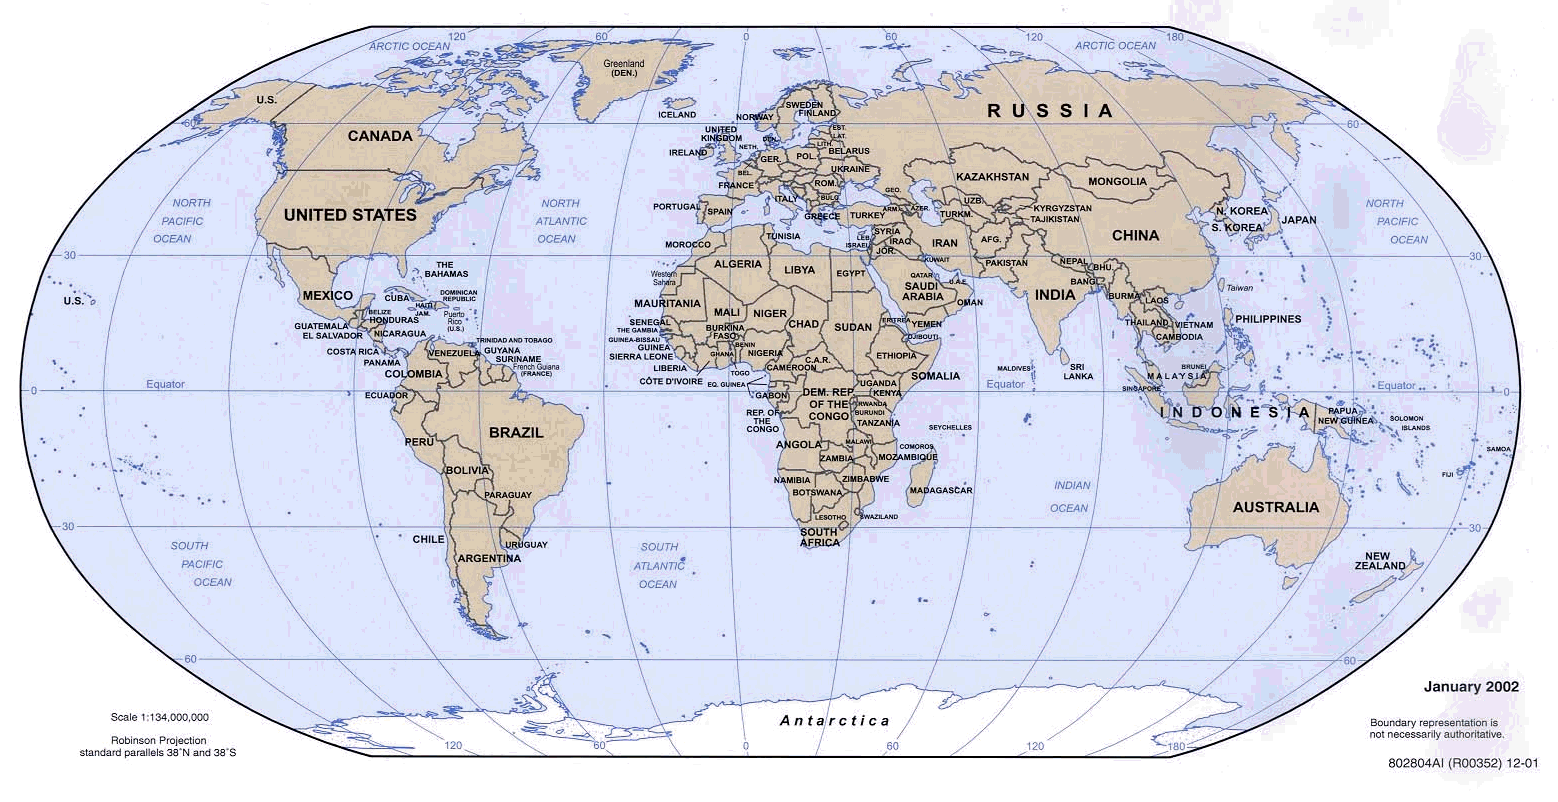 120
60
0
60
120
180
ARCTIC OCEAN
ARCTIC OCEAN
Greenland
(DEN.)
U.S.
ICELAND
NORWAY
SWEDEN
FINLAND
RUSSIA
60
60
CANADA
UNITED
KINGDOM
IRELAND
NETH.
DEN.
EST.
LAT.
LITH.
BELARUS
GER.
POL.
BEL.
UKRAINE
FRANCE
ROM.
BULG.
ITALY
GEO.
ARM.
AZER.
KAZAKHSTAN
MONGOLIA
UZB.
KYRGYZSTAN
TAJIKISTAN
TURKM.
NORTH
PACIFIC
OCEAN
UNITED STATES
NORTH
ATLANTIC
OCEAN
PORTUGAL
SPAIN
GREECE
TURKEY
N. KOREA
S. KOREA
JAPAN
NORTH
PACIFIC
OCEAN
CHINA
TUNISIA
MOROCCO
LEB.
ISRAEL
SYRIA
IRAQ
JOR.
IRAN
AFG.
30
30
KUWAIT
PAKISTAN
NEPAL
BHU.
BANGL.
ALGERIA
LIBYA
EGYPT
Western
Sahara
QATAR
U.A.E.
SAUDI
ARABIA
OMAN
INDIA
BURMA
LAOS
Taiwan
THE
BAHAMAS
U.S.
MEXICO
CUBA
DOMINICAN
REPUBLIC
HAITI
JAM.
Puerto
Rico
(U.S.)
BELIZE
HONDURAS
GUATEMALA
EL SALVADOR
NICARAGUA
COSTA RICA
PANAMA
TRINIDAD AND TOBAGO
VENEZUELA
GUYANA
SURINAME
French Guiana
(FRANCE)
COLOMBIA
MAURITANIA
MALI
NIGER
CHAD
SUDAN
ERITREA
YEMEN
DJIBOUTI
SENEGAL
THE GAMBIA
GUINEA-BISSAU
GUINEA
SIERRA LEONE
LIBERIA
CÔTE D'IVOIRE
BURKINA
FASO
GHANA
BENIN
NIGERIA
TOGO
EQ. GUINEA
CAMEROON
C.A.R.
ETHIOPIA
SOMALIA
THAILAND
VIETNAM
CAMBODIA
PHILIPPINES
MALDIVES
SRI
LANKA
BRUNEI
MALAYSIA
SINGAPORE
0
Equator
Equator
Equator
0
ECUADOR
GABON
REP. OF
THE
CONGO
DEM. REP.
OF THE
CONGO
UGANDA
KENYA
RWANDA
BURUNDI
TANZANIA
SEYCHELLES
INDONESIA
PAPUA
NEW GUINEA
SOLOMON
ISLANDS
PERU
BRAZIL
ANGOLA
ZAMBIA
MALAWI
COMOROS
MOZAMBIQUE
SAMOA
FIJI
BOLIVIA
NAMIBIA
ZIMBABWE
BOTSWANA
MADAGASCAR
INDIAN
OCEAN
PARAGUAY
AUSTRALIA
LESOTHO
SWAZILAND
30
30
SOUTH
AFRICA
CHILE
URUGUAY
ARGENTINA
SOUTH
PACIFIC
OCEAN
SOUTH
ATLANTIC
OCEAN
NEW
ZEALAND
60
60
Antarctica
120
60
0
60
120
180
Scale 1:134,000,000
Robinson Projection
standard parallels 38°N and 38°S
January 2002
Boundary representation is
not necessarily authoritative.
802804AI (R00352) 12-01